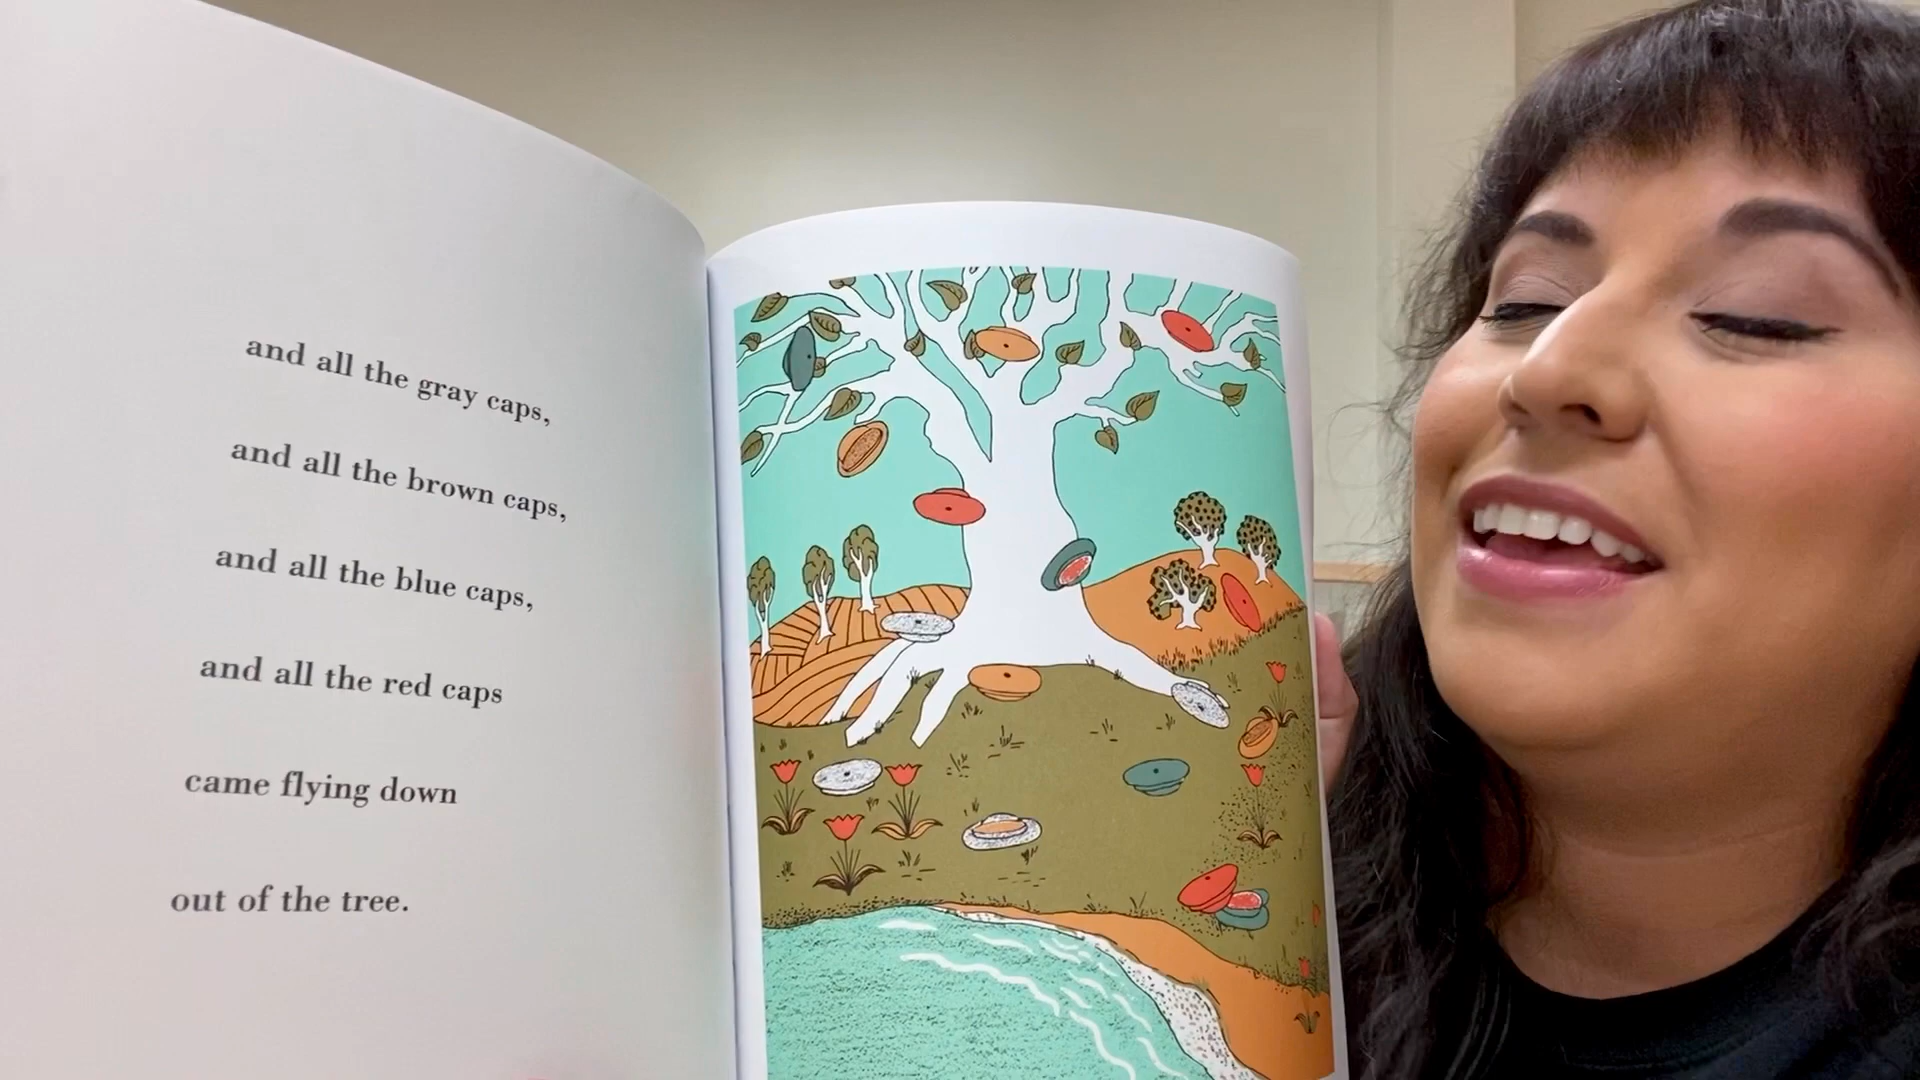 and all the gray caps,
and all the brown caps,
and all the blue caps,
and all the red caps
came flying down
out of the tree.